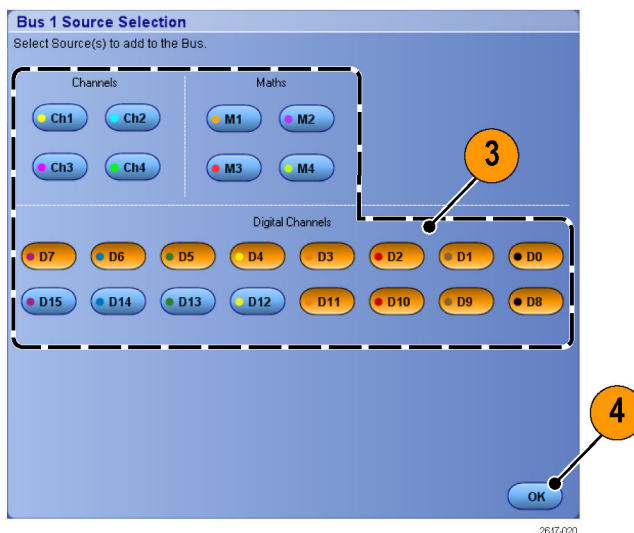 Bus 1 Source Selection
Select Source(s) to add to the Bus.
Channels Maths
Ch1 Ch2 M1 M2
3
Ch3 Ch4 M3 M4
Digital Channels
D7 D6 D5 D4 D3 D2 D1 D0
D15 D14 D13 D12 D11 D10 D9 D8
4
OK
2617-020